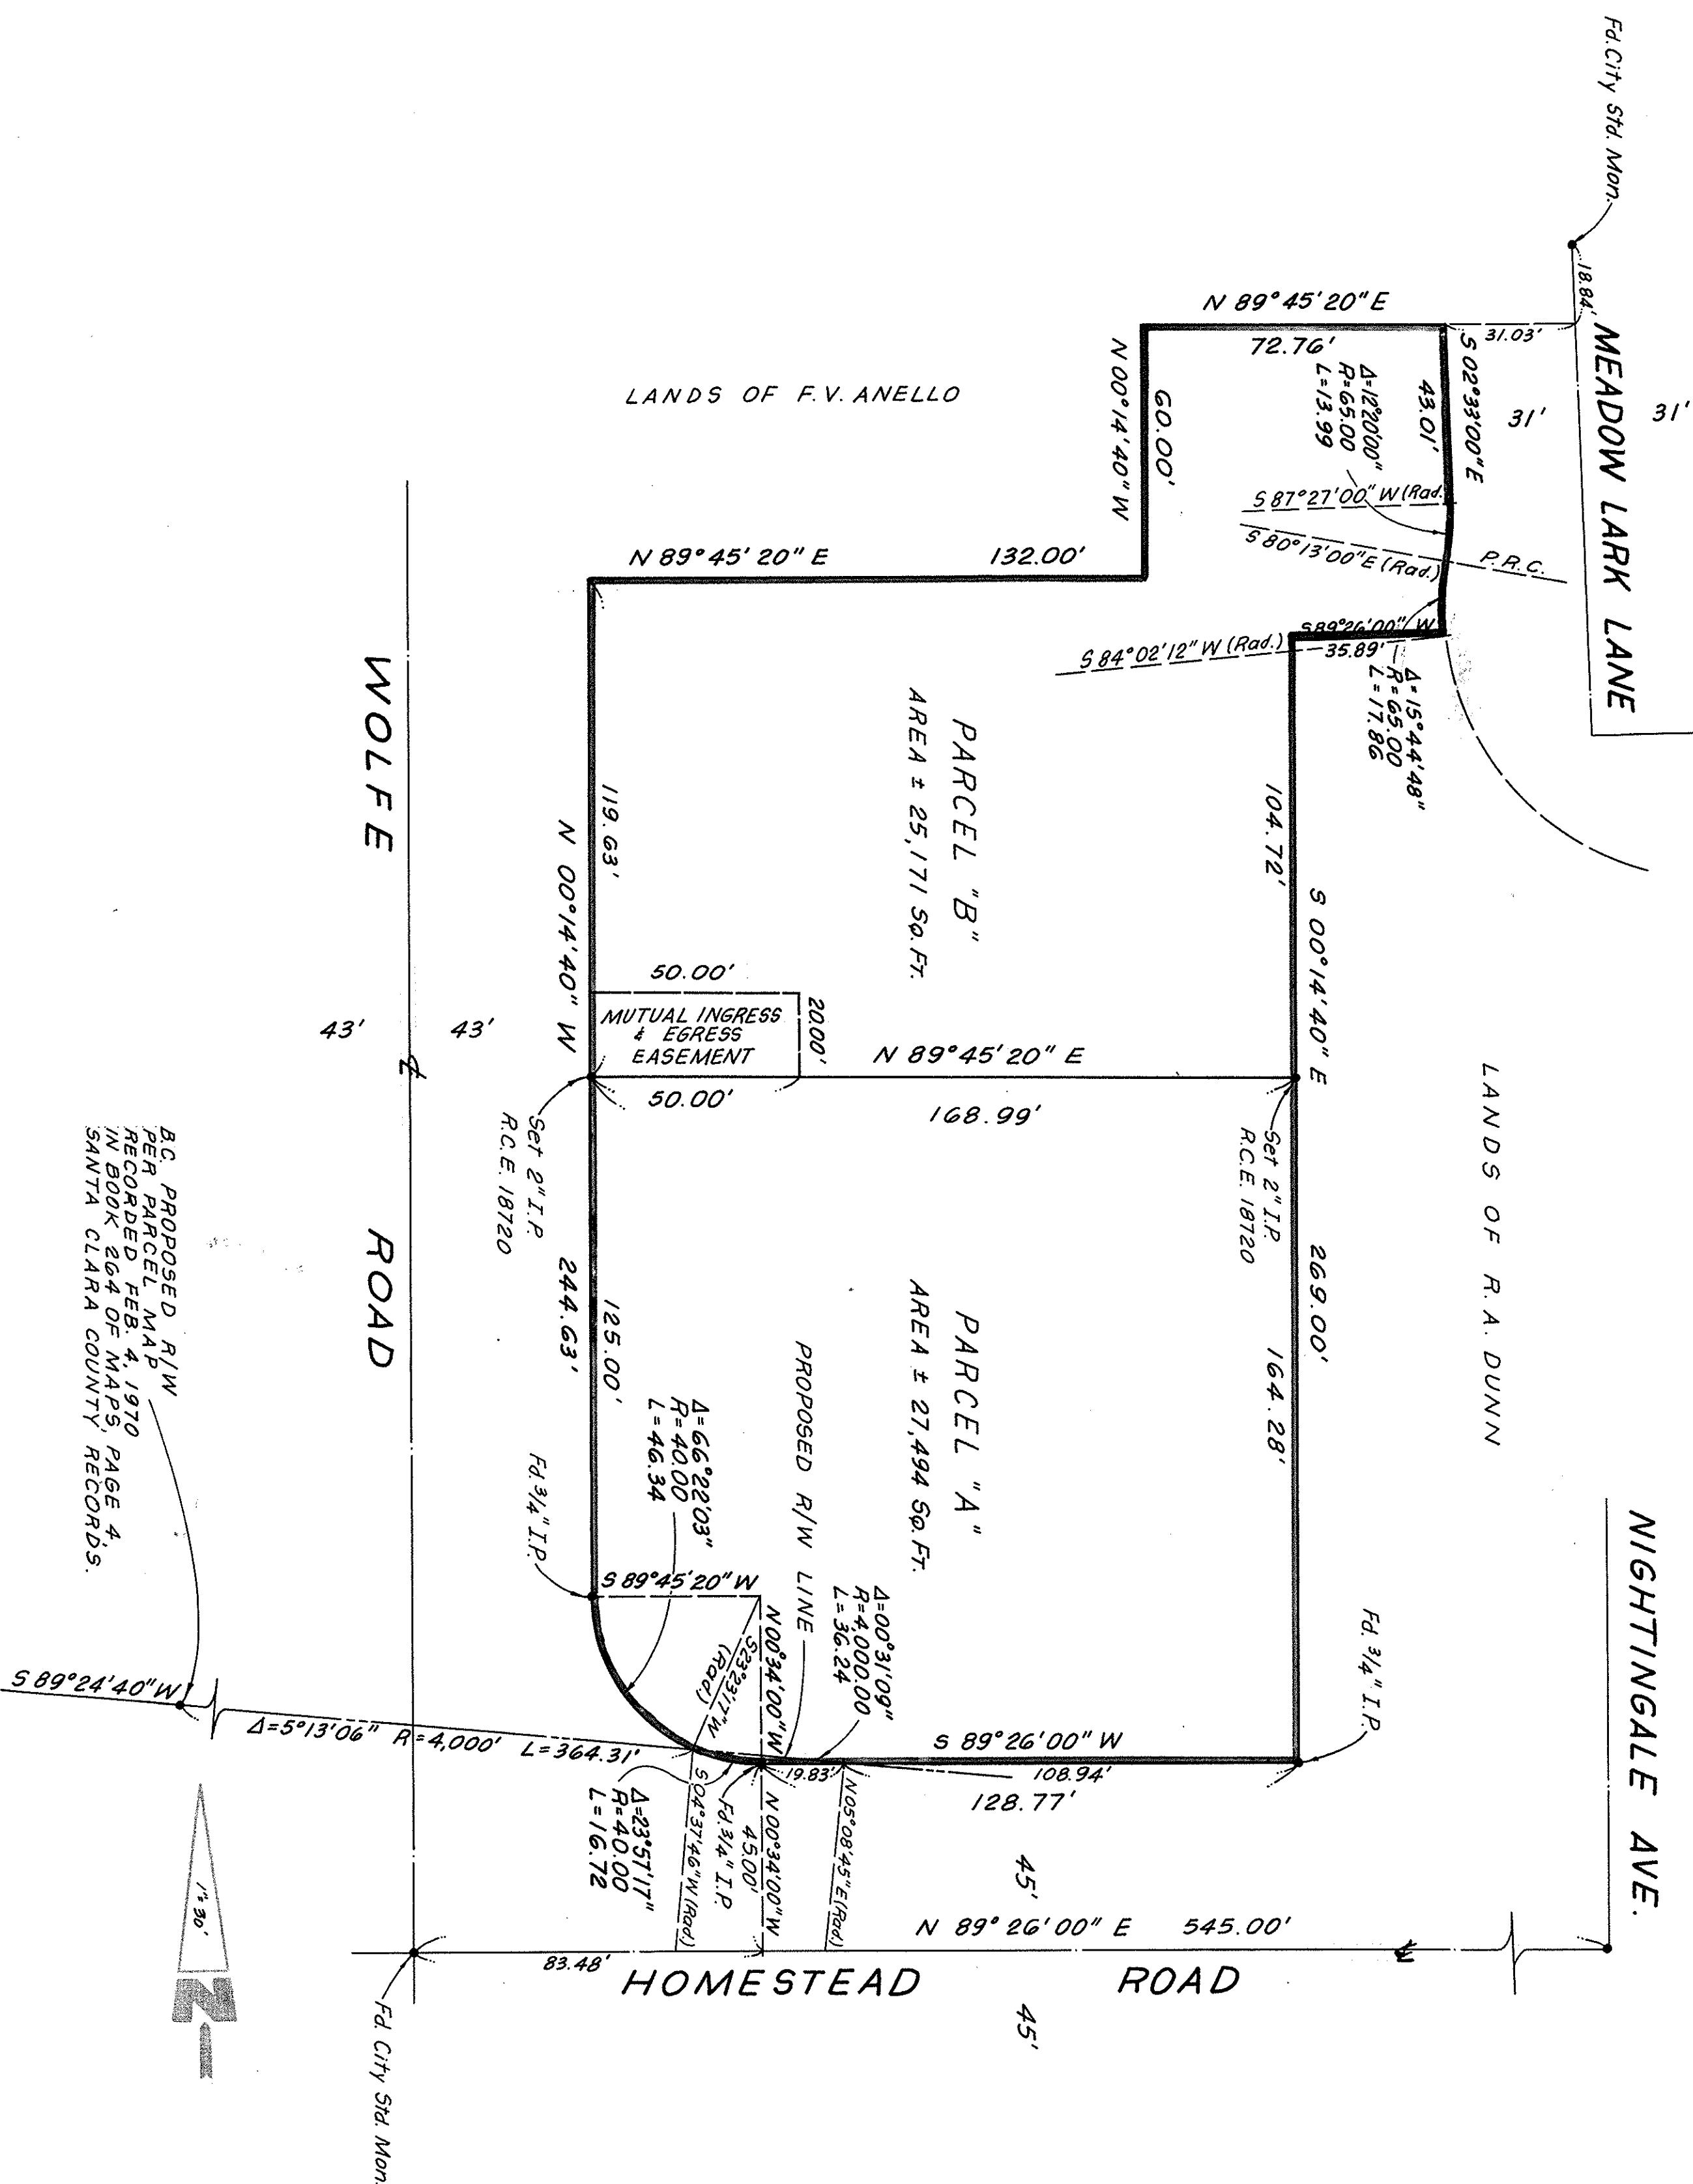 Fd. City Std. Mon.
18.84'
MEADOW LARK LANE
N 89°45'20" E
72.76'
31.03'
S 02°33'00" E
43.01'
31'
31'
Δ=12°20'00"
R=65.00
L=13.99
N 00°14'40" W
60.00'
LANDS OF F.V. ANELLO
S 87°27'00" W (Rad.)
S 80°13'00" E (Rad.)
P.R.C.
N 89°45'20" E 132.00'
S 89°26'00" W
35.89'
S 84°02'12" W (Rad.)
Δ=15°44'48"
R=65.00
L=17.86
WOLFE ROAD
PARCEL "B"
AREA ± 25,171 SQ. FT.
119.63'
N 00°14'40" W
104.72'
S 00°14'40" E
50.00'
MUTUAL INGRESS
& EGRESS
EASEMENT
20.00'
43'
43'
℄
N 89°45'20" E
50.00'
168.99'
Set 2" I.P.
R.C.E. 18720
Set 2" I.P.
R.C.E. 18720
LANDS OF R. A. DUNN
269.00'
164.28'
244.63'
125.00'
PARCEL "A"
AREA ± 27,494 SQ. FT.
PROPOSED R/W LINE
Δ=66°22'03"
R=40.00
L=46.34
Fd. 3/4" I.P.
B.C. PROPOSED R/W
PER PARCEL MAP
RECORDED FEB. 4, 1970
IN BOOK 264 OF MAPS, PAGE 4,
SANTA CLARA COUNTY RECORDS.
NIGHTINGALE AVE.
S 89°45'20" W
Δ=00°31'09"
R=4,000.00
L=36.24
N 00°34'00" W
S 23°23'17" W
(Rad.)
Fd. 3/4" I.P.
S 89°24'40" W
Δ=5°13'06" R=4,000' L=364.31'
S 89°26'00" W
19.83'
108.94'
128.77'
Δ=23°57'17"
R=40.00
L=16.72
S 04°37'46" W (Rad.)
Fd. 3/4" I.P.
45.00'
N 00°34'00" W
N 05°08'45" E (Rad.)
45'
N 89°26'00" E 545.00'
℄
83.48'
HOMESTEAD ROAD
45'
1"=30'
N
Fd. City Std. Mon.